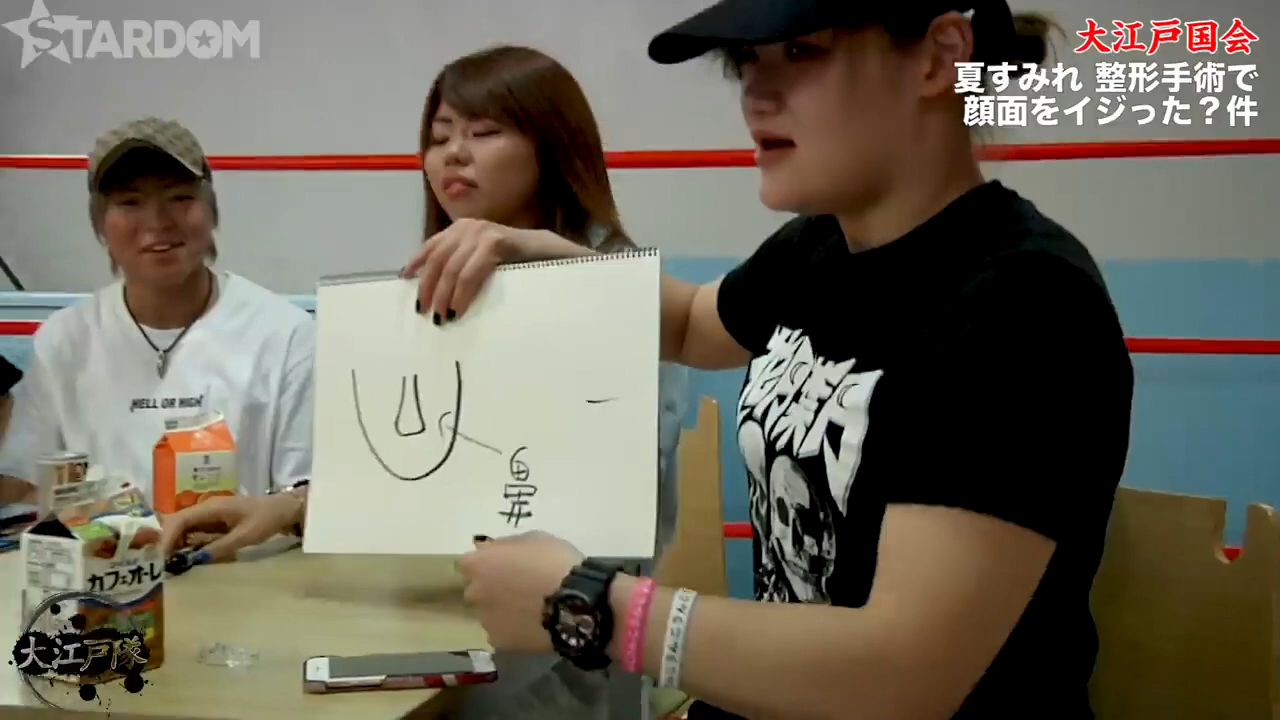 STARDOM
大江戸国会
夏すみれ 整形手術で
顔面をイジった？件
HELL OR HIGH
鼻
カフェオーレ
大江戸隊